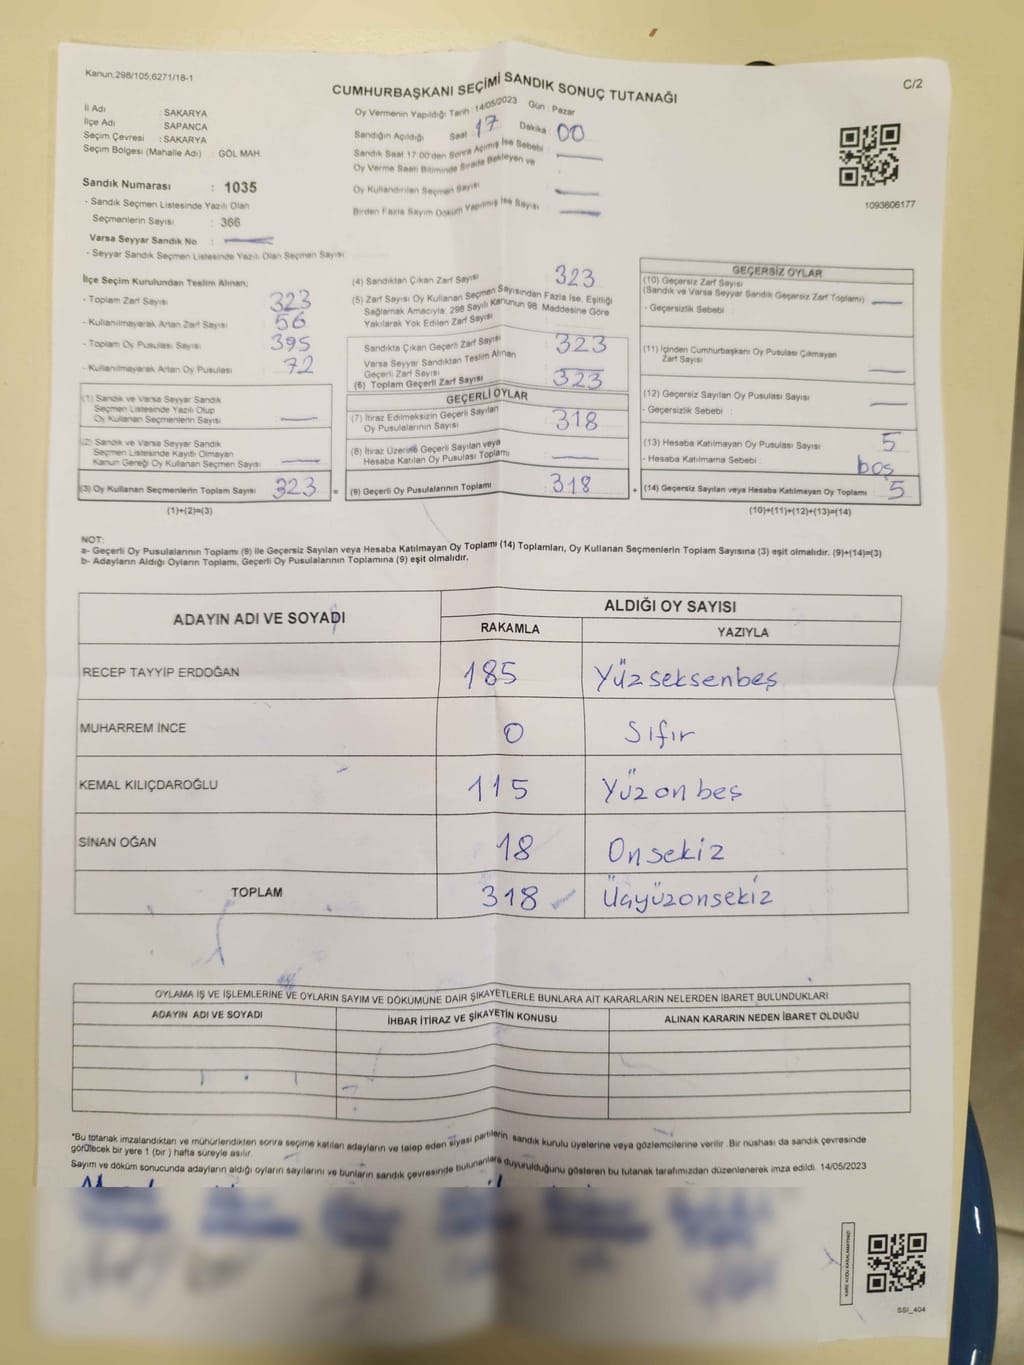 Kanun;298/105;6271/18-1
C/2
CUMHURBAŞKANI SEÇİMİ SANDIK SONUÇ TUTANAĞI
İl Adı : SAKARYA
İlçe Adı : SAPANCA
Seçim Çevresi : SAKARYA
Seçim Bölgesi (Mahalle Adı) : GÖL MAH.
Sandık Numarası : 1035
- Sandık Seçmen Listesinde Yazılı Olan
Seçmenlerin Sayısı : 366
Varsa Seyyar Sandık No :
- Seyyar Sandık Seçmen Listesinde Yazılı Olan Seçmen Sayısı
Oy Vermenin Yapıldığı Tarih : 14/05/2023 Gün : Pazar
Sandığın Açıldığı Saat 17 Dakika 00
Sandık Saat 17:00'den Sonra Açılmış İse Sebebi
Oy Verme Saati Bitiminde Sırada Bekleyen ve
Oy Kullandırılan Seçmen Sayısı
Birden Fazla Sayım Döküm Yapılmış İse Sayısı
1093606177
İlçe Seçim Kurulundan Teslim Alınan;
- Toplam Zarf Sayısı 323
- Kullanılmayarak Artan Zarf Sayısı 56
- Toplam Oy Pusulası Sayısı 395
- Kullanılmayarak Artan Oy Pusulası 72
(1) Sandık ve Varsa Seyyar Sandık
Seçmen Listesinde Yazılı Olup
Oy Kullanan Seçmenlerin Sayısı
(2) Sandık ve Varsa Seyyar Sandık
Seçmen Listesinde Kayıtlı Olmayan
Kanun Gereği Oy Kullanan Seçmen Sayısı
(3) Oy Kullanan Seçmenlerin Toplam Sayısı 323 =
(1)+(2)=(3)
(4) Sandıktan Çıkan Zarf Sayısı 323
(5) Zarf Sayısı Oy Kullanan Seçmen Sayısından Fazla İse, Eşitliği
Sağlamak Amacıyla; 298 Sayılı Kanunun 98. Maddesine Göre
Yakılarak Yok Edilen Zarf Sayısı
Sandıkta Çıkan Geçerli Zarf Sayısı 323
Varsa Seyyar Sandıktan Teslim Alınan
Geçerli Zarf Sayısı
(6) Toplam Geçerli Zarf Sayısı 323
GEÇERLİ OYLAR
(7) İtiraz Edilmeksizin Geçerli Sayılan
Oy Pusulalarının Sayısı 318
(8) İtiraz Üzerine Geçerli Sayılan veya
Hesaba Katılan Oy Pusulası Toplamı
(9) Geçerli Oy Pusulalarının Toplamı 318 +
GEÇERSİZ OYLAR
(10) Geçersiz Zarf Sayısı
(Sandık ve Varsa Seyyar Sandık Geçersiz Zarf Toplamı)
- Geçersizlik Sebebi :
(11) İçinden Cumhurbaşkanı Oy Pusulası Çıkmayan
Zarf Sayısı
(12) Geçersiz Sayılan Oy Pusulası Sayısı
- Geçersizlik Sebebi :
(13) Hesaba Katılmayan Oy Pusulası Sayısı 5
- Hesaba Katılmama Sebebi : boş
(14) Geçersiz Sayılan veya Hesaba Katılmayan Oy Toplamı 5
(10)+(11)+(12)+(13)=(14)
NOT:
a- Geçerli Oy Pusulalarının Toplamı (9) ile Geçersiz Sayılan veya Hesaba Katılmayan Oy Toplamı (14) Toplamları, Oy Kullanan Seçmenlerin Toplam Sayısına (3) eşit olmalıdır. (9)+(14)=(3)
b- Adayların Aldığı Oyların Toplamı, Geçerli Oy Pusulalarının Toplamına (9) eşit olmalıdır.
ADAYIN ADI VE SOYADI
ALDIĞI OY SAYISI
RAKAMLA YAZIYLA
RECEP TAYYİP ERDOĞAN 185 Yüzseksenbeş
MUHARREM İNCE 0 Sıfır
KEMAL KILIÇDAROĞLU 115 Yüzonbeş
SİNAN OĞAN 18 Onsekiz
TOPLAM 318 Üçyüzonsekiz
OYLAMA İŞ VE İŞLEMLERİNE VE OYLARIN SAYIM VE DÖKÜMÜNE DAİR ŞİKAYETLERLE BUNLARA AİT KARARLARIN NELERDEN İBARET BULUNDUKLARI
ADAYIN ADI VE SOYADI İHBAR İTİRAZ VE ŞİKAYETİN KONUSU ALINAN KARARIN NEDEN İBARET OLDUĞU
*Bu tutanak imzalandıktan ve mühürlendikten sonra seçime katılan adayların ve talep eden siyasi partilerin sandık kurulu üyelerine veya gözlemcilerine verilir. Bir nüshası da sandık çevresinde
görülecek bir yere 1 (bir) hafta süreyle asılır.
Sayım ve döküm sonucunda adayların aldığı oyların sayılarını ve bunların sandık çevresinde bulunanlara duyurulduğunu gösteren bu tutanak tarafımızdan düzenlenerek imza edildi. 14/05/2023
KARE KODU KARALAMAYINIZ!
SSI_404